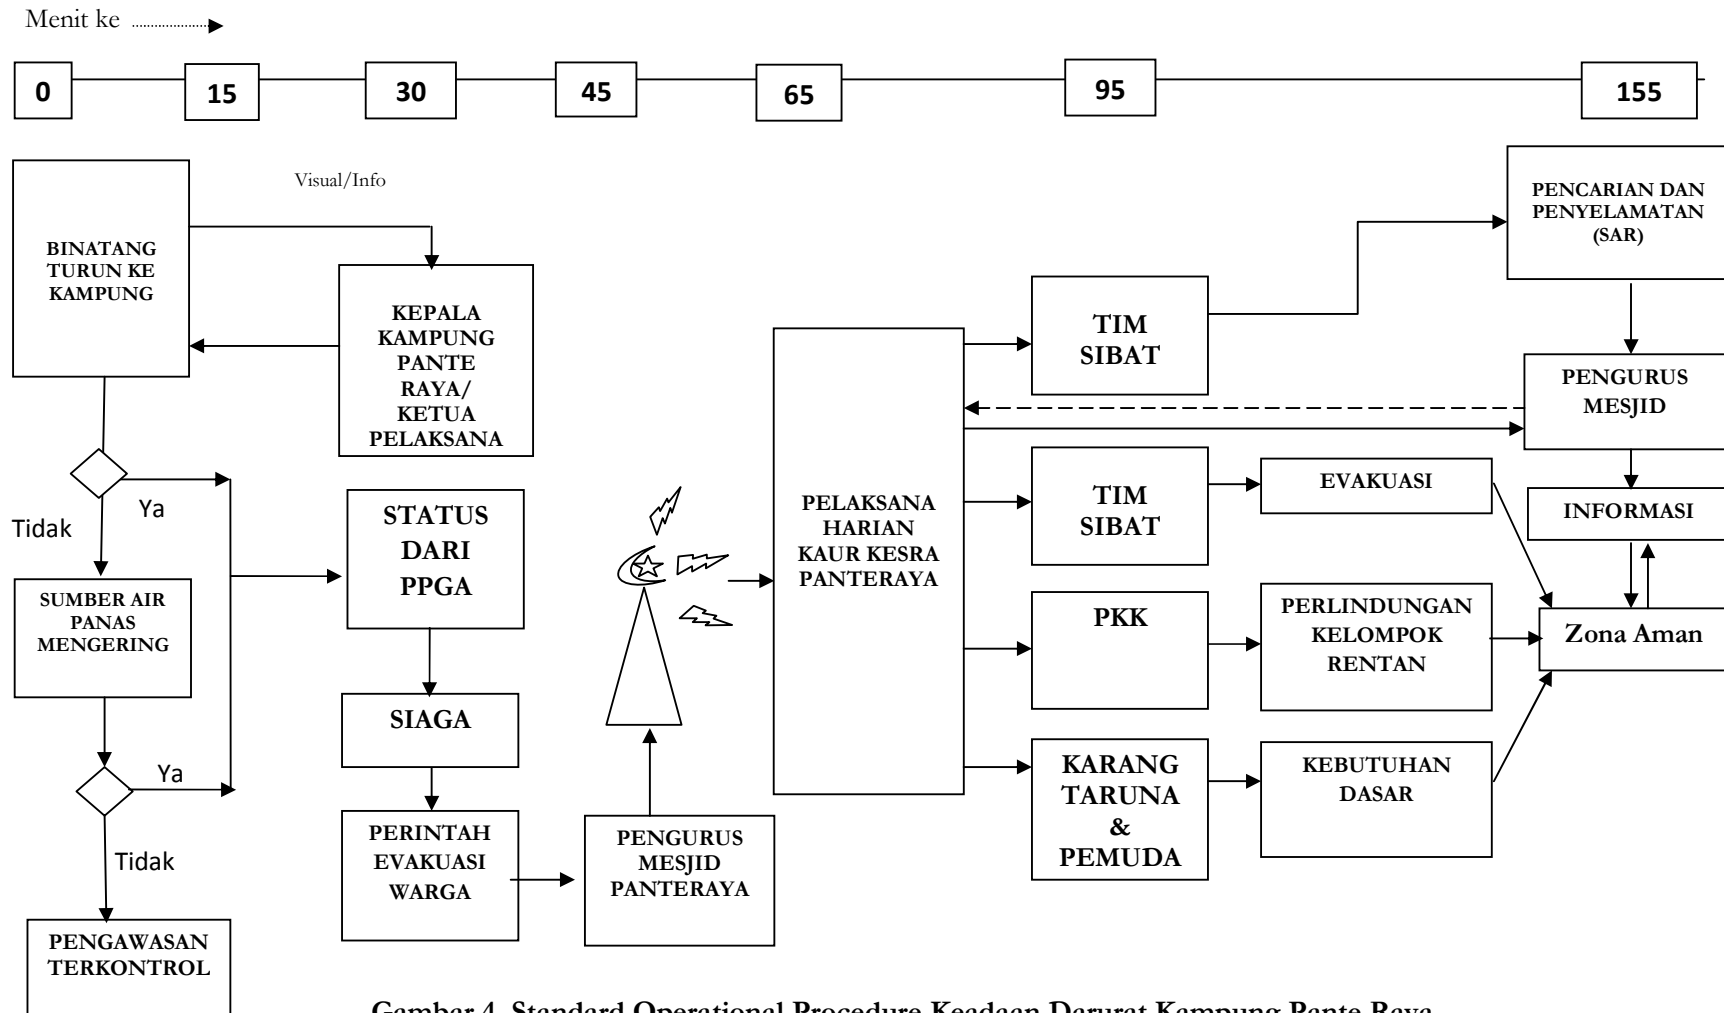 Menit ke
0
15
30
45
65
95
155
Visual/Info
BINATANG
TURUN KE
KAMPUNG
KEPALA
KAMPUNG
PANTE
RAYA/
KETUA
PELAKSANA
Ya
Tidak
SUMBER AIR
PANAS
MENGERING
Ya
Tidak
PENGAWASAN
TERKONTROL
STATUS
DARI
PPGA
SIAGA
PERINTAH
EVAKUASI
WARGA
PENGURUS
MESJID
PANTERAYA
PELAKSANA
HARIAN
KAUR KESRA
PANTERAYA
TIM
SIBAT
TIM
SIBAT
PKK
KARANG
TARUNA
&
PEMUDA
EVAKUASI
PERLINDUNGAN
KELOMPOK
RENTAN
KEBUTUHAN
DASAR
PENCARIAN DAN
PENYELAMATAN
(SAR)
PENGURUS
MESJID
INFORMASI
Zona Aman
Gambar 4. Standard Operational Procedure Keadaan Darurat Kampung Pante Raya